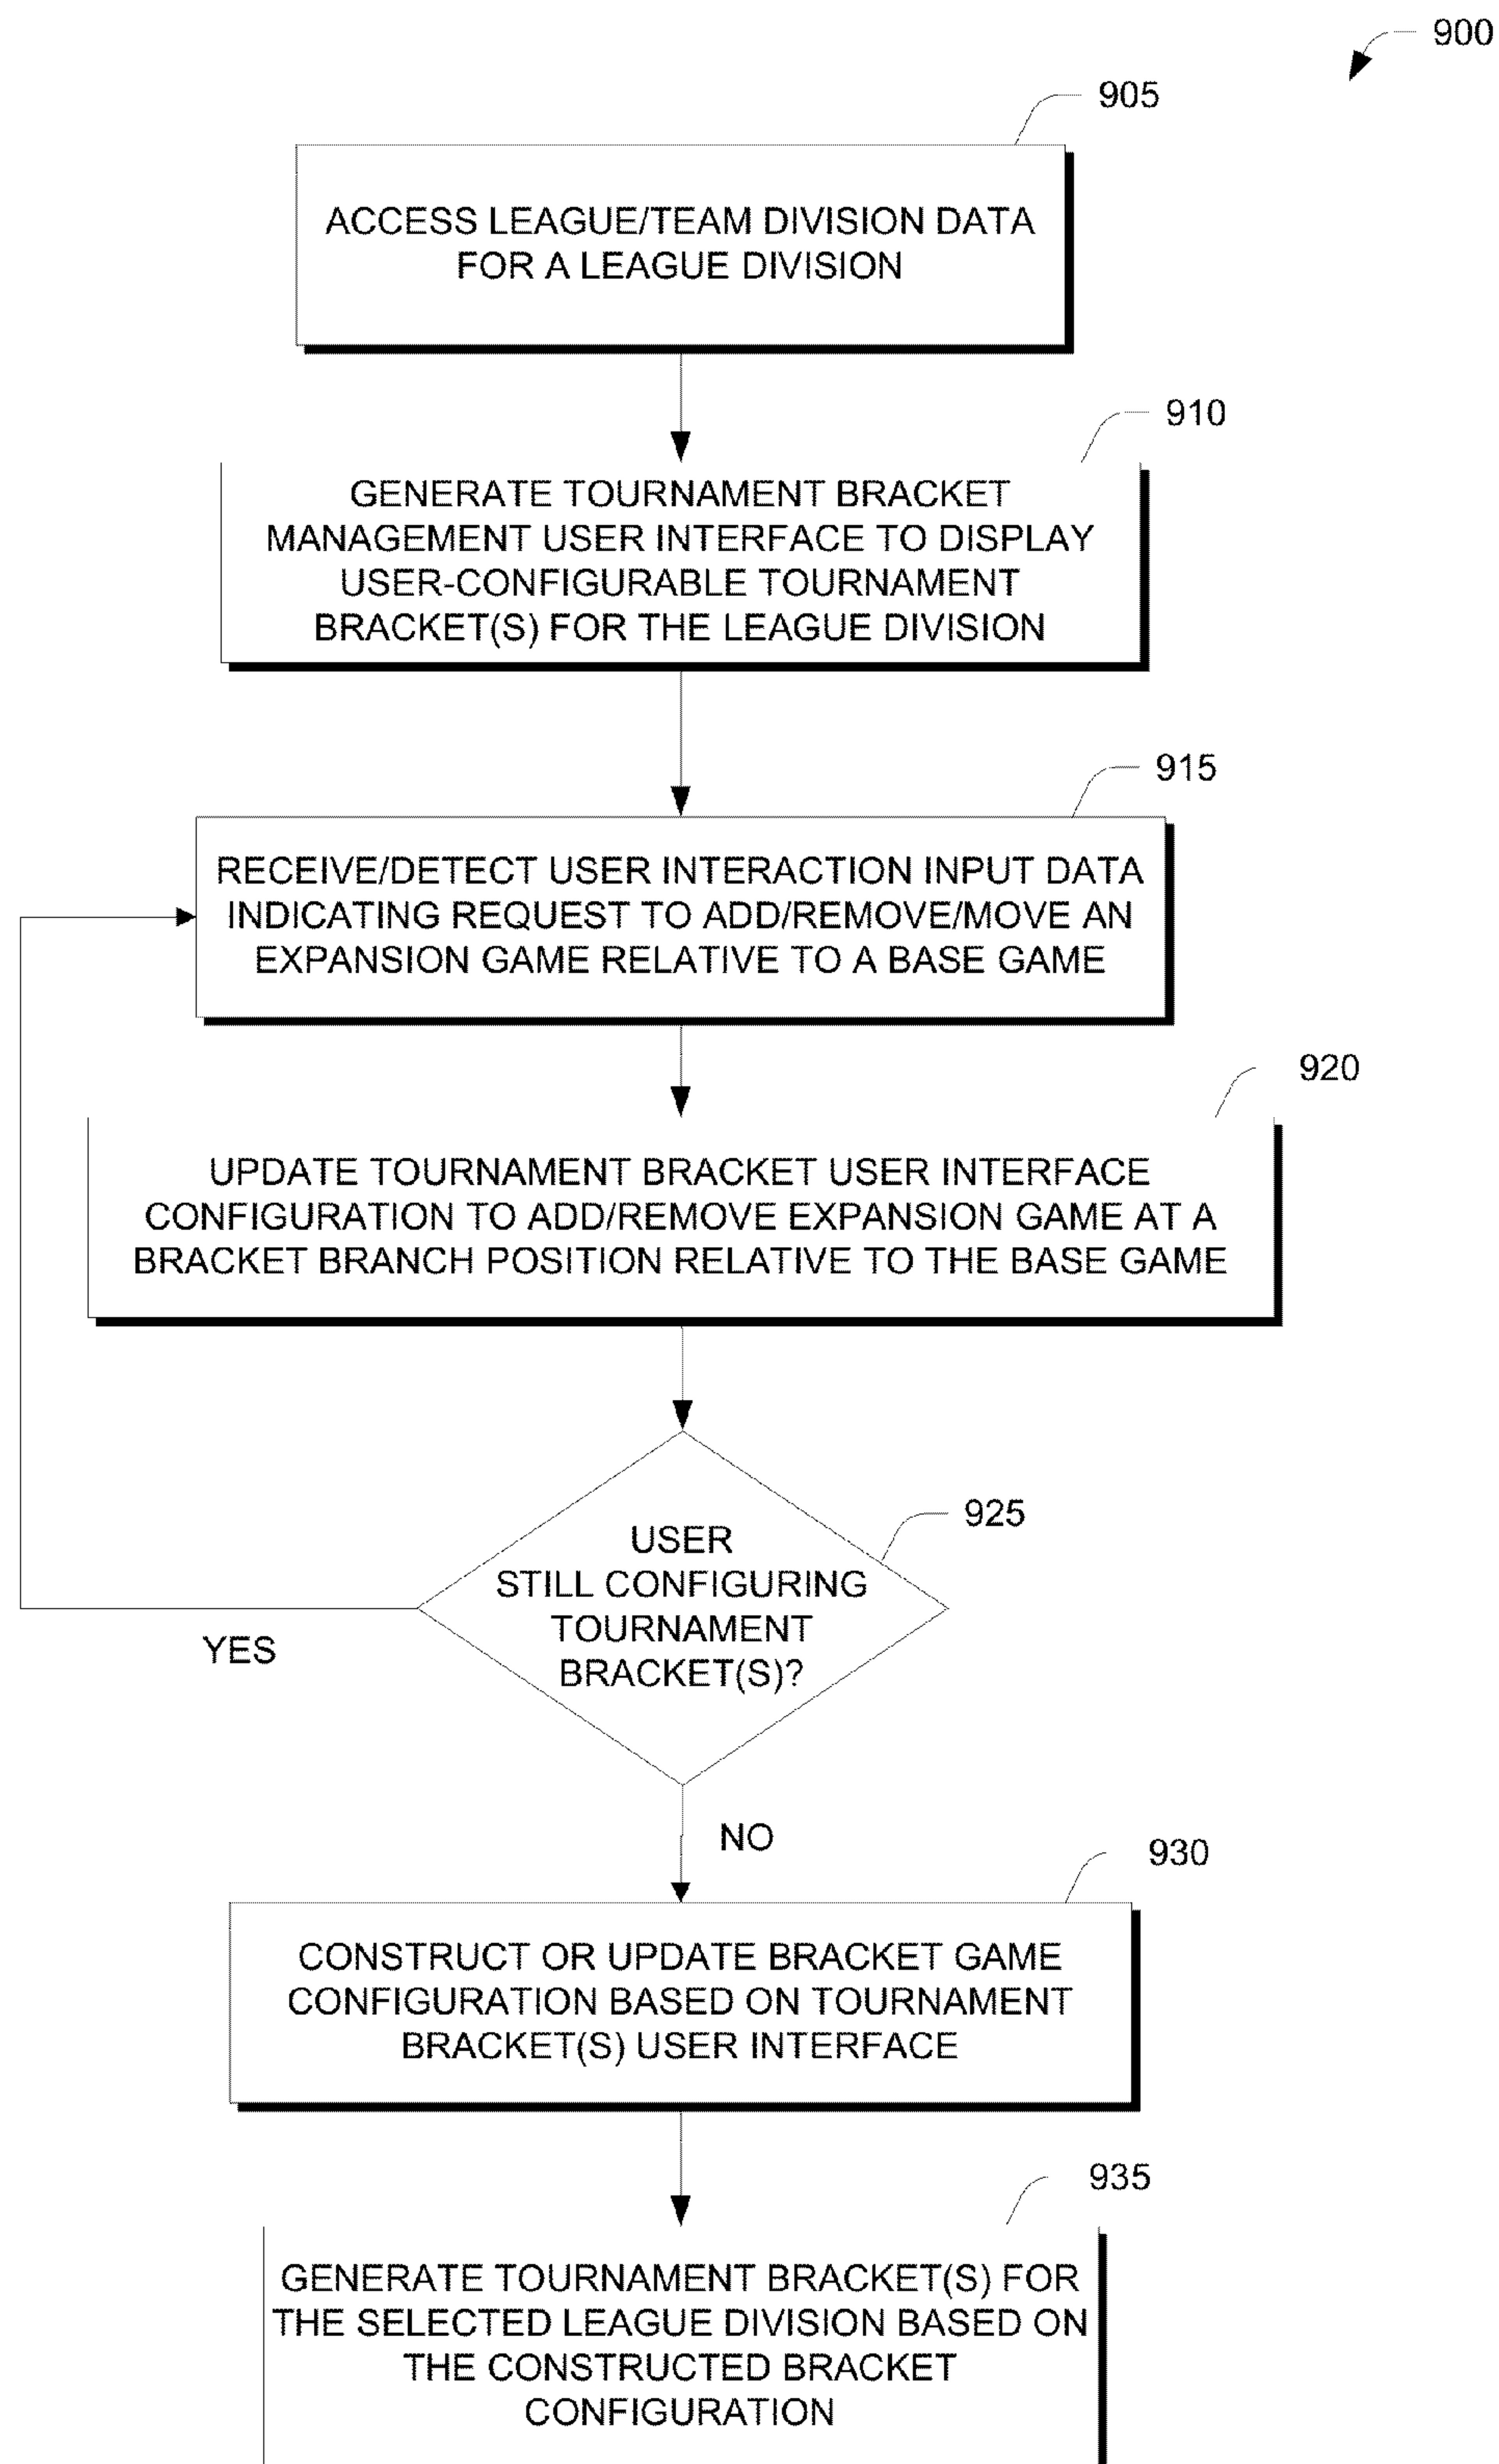 900
905
ACCESS LEAGUE/TEAM DIVISION DATA
FOR A LEAGUE DIVISION
910
GENERATE TOURNAMENT BRACKET
MANAGEMENT USER INTERFACE TO DISPLAY
USER-CONFIGURABLE TOURNAMENT
BRACKET(S) FOR THE LEAGUE DIVISION
915
RECEIVE/DETECT USER INTERACTION INPUT DATA
INDICATING REQUEST TO ADD/REMOVE/MOVE AN
EXPANSION GAME RELATIVE TO A BASE GAME
920
UPDATE TOURNAMENT BRACKET USER INTERFACE
CONFIGURATION TO ADD/REMOVE EXPANSION GAME AT A
BRACKET BRANCH POSITION RELATIVE TO THE BASE GAME
925
USER
STILL CONFIGURING
TOURNAMENT
BRACKET(S)?
YES
NO
930
CONSTRUCT OR UPDATE BRACKET GAME
CONFIGURATION BASED ON TOURNAMENT
BRACKET(S) USER INTERFACE
935
GENERATE TOURNAMENT BRACKET(S) FOR
THE SELECTED LEAGUE DIVISION BASED ON
THE CONSTRUCTED BRACKET
CONFIGURATION